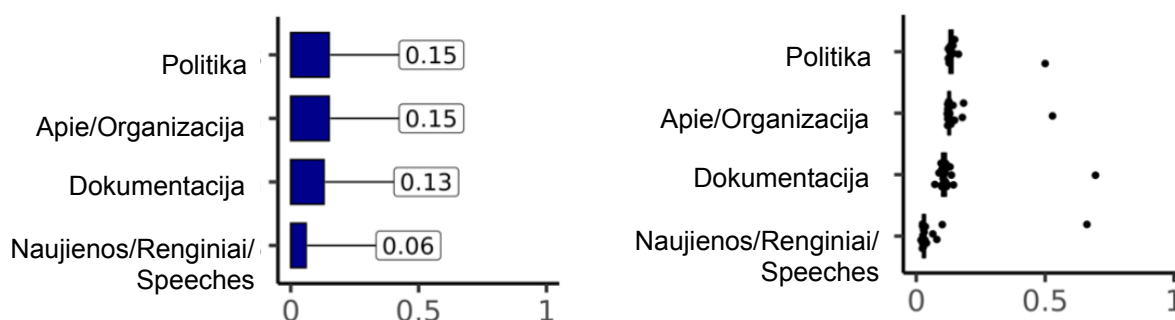 Politika
0.15
Apie/Organizacija
0.15
Dokumentacija
0.13
Naujienos/Renginiai/
Speeches
0.06
0 0.5 1
Politika
Apie/Organizacija
Dokumentacija
Naujienos/Renginiai/
Speeches
0 0.5 1